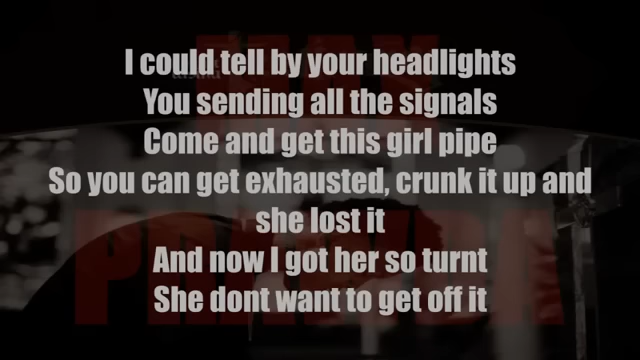 I could tell by your headlights
You sending all the signals
Come and get this girl pipe
So you can get exhausted, crunk it up and
she lost it
And now I got her so turnt
She dont want to get off it